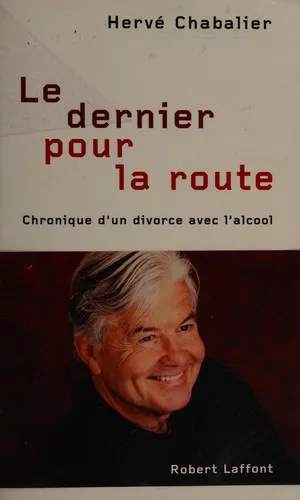 Hervé Chabalier
Le
dernier
pour
la route
Chronique d'un divorce avec l'alcool
Robert Laffont